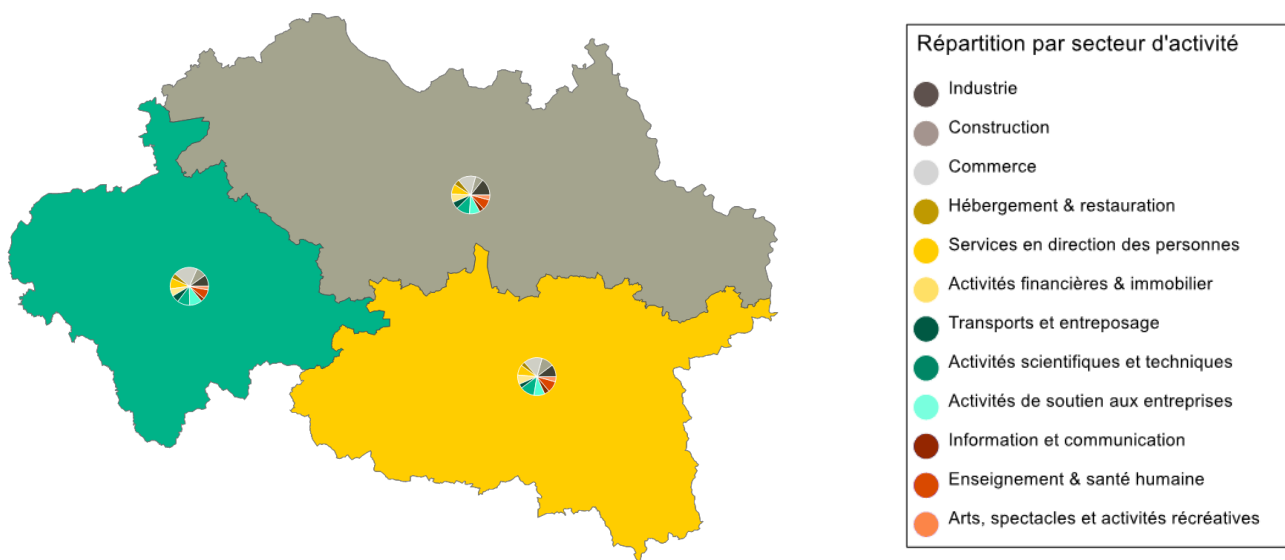 Répartition par secteur d'activité
Industrie
Construction
Commerce
Hébergement & restauration
Services en direction des personnes
Activités financières & immobilier
Transports et entreposage
Activités scientifiques et techniques
Activités de soutien aux entreprises
Information et communication
Enseignement & santé humaine
Arts, spectacles et activités récréatives